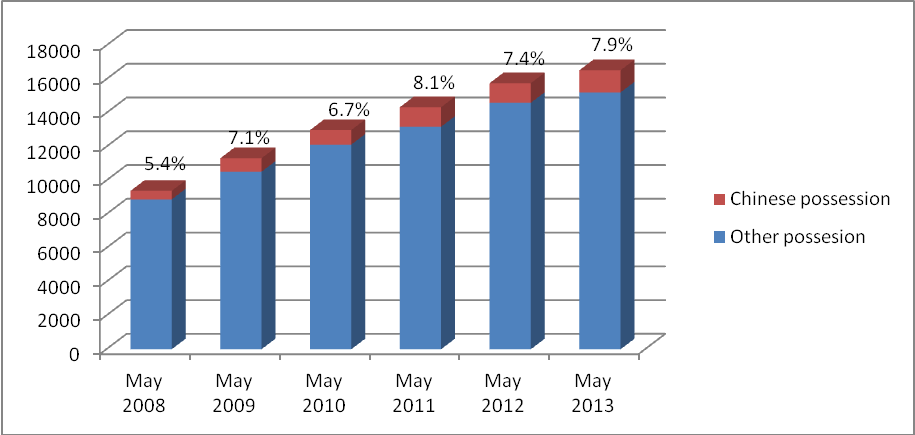 18000
16000
14000
12000
10000
8000
6000
4000
2000
0
5.4%
7.1%
6.7%
8.1%
7.4%
7.9%
May
2008
May
2009
May
2010
May
2011
May
2012
May
2013
Chinese possession
Other possesion